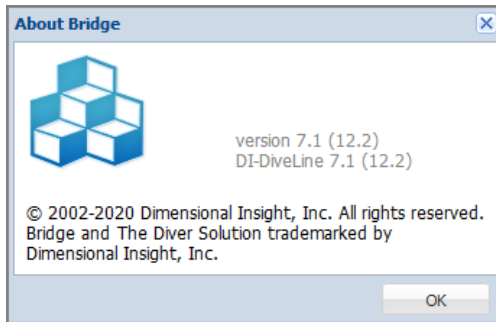 About Bridge
version 7.1 (12.2)
DI-DiveLine 7.1 (12.2)
© 2002-2020 Dimensional Insight, Inc. All rights reserved.
Bridge and The Diver Solution trademarked by
Dimensional Insight, Inc.
OK